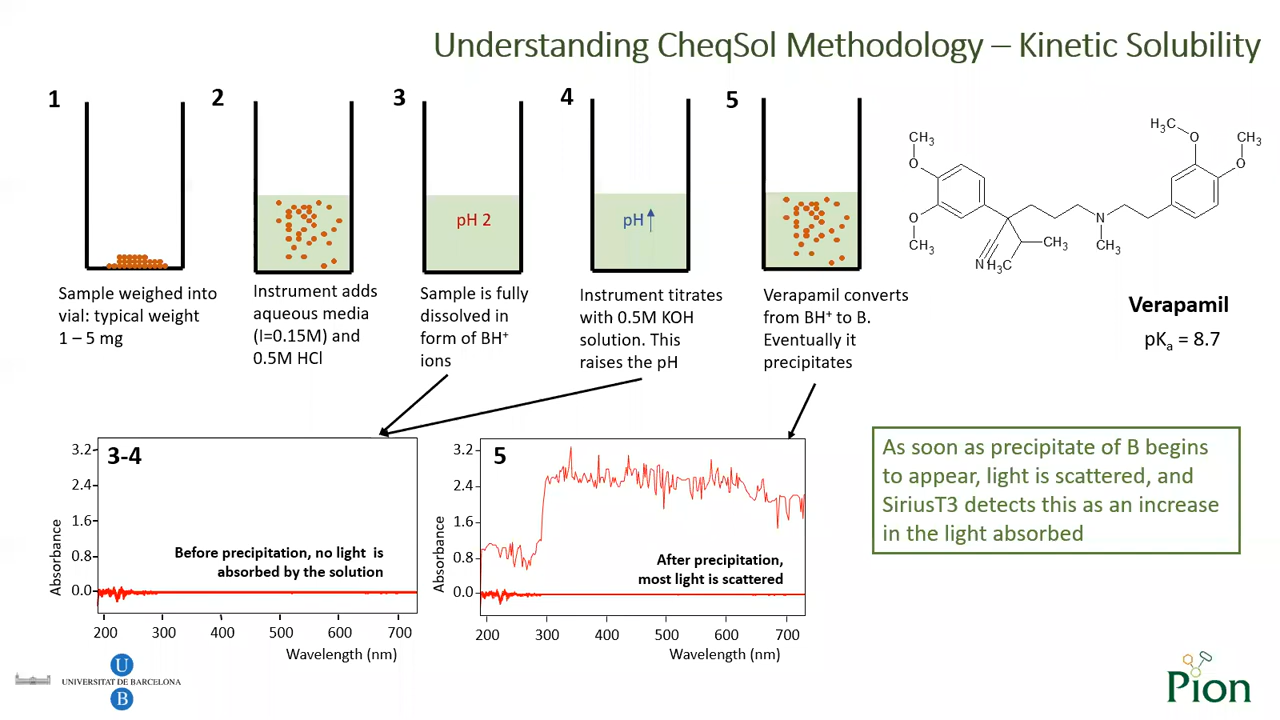 Understanding CheqSol Methodology – Kinetic Solubility
1
2
3
4
5
pH 2
pH
Sample weighed into
vial: typical weight
1 – 5 mg
Instrument adds
aqueous media
(I=0.15M) and
0.5M HCl
Sample is fully
dissolved in
form of BH⁺
ions
Instrument titrates
with 0.5M KOH
solution. This
raises the pH
Verapamil converts
from BH⁺ to B.
Eventually it
precipitates
CH₃
O
O
CH₃
N
H₃C
CH₃
N
CH₃
H₃C
O
CH₃
O
Verapamil
pKₐ = 8.7
3-4
Absorbance
3.2
2.4
1.6
0.8
0.0
Before precipitation, no light is
absorbed by the solution
200 300 400 500 600 700
Wavelength (nm)
5
Absorbance
3.2
2.4
1.6
0.8
0.0
After precipitation,
most light is scattered
200 300 400 500 600 700
Wavelength (nm)
As soon as precipitate of B begins
to appear, light is scattered, and
SiriusT3 detects this as an increase
in the light absorbed
U
UNIVERSITAT DE BARCELONA
B
Pion